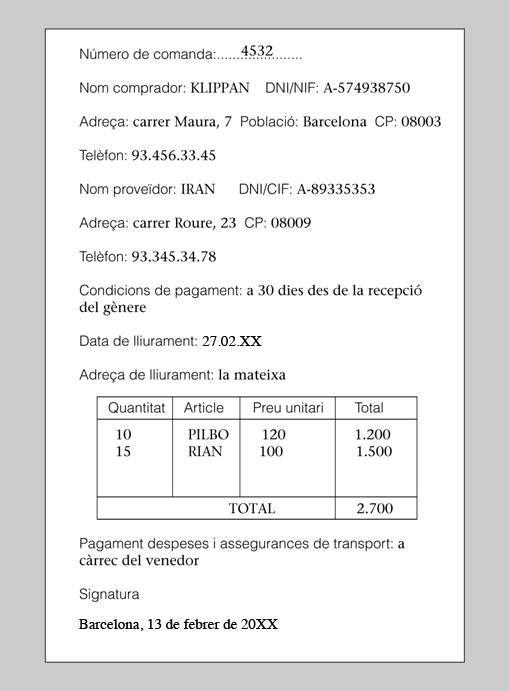 Número de comanda:......4532......
Nom comprador: KLIPPAN DNI/NIF: A-574938750
Adreça: carrer Maura, 7 Població: Barcelona CP: 08003
Telèfon: 93.456.33.45
Nom proveïdor: IRAN DNI/CIF: A-89335353
Adreça: carrer Roure, 23 CP: 08009
Telèfon: 93.345.34.78
Condicions de pagament: a 30 dies des de la recepció
del gènere
Data de lliurament: 27.02.XX
Adreça de lliurament: la mateixa
Quantitat Article Preu unitari Total
10 PILBO 120 1.200
15 RIAN 100 1.500
TOTAL 2.700
Pagament despeses i assegurances de transport: a
càrrec del venedor
Signatura
Barcelona, 13 de febrer de 20XX